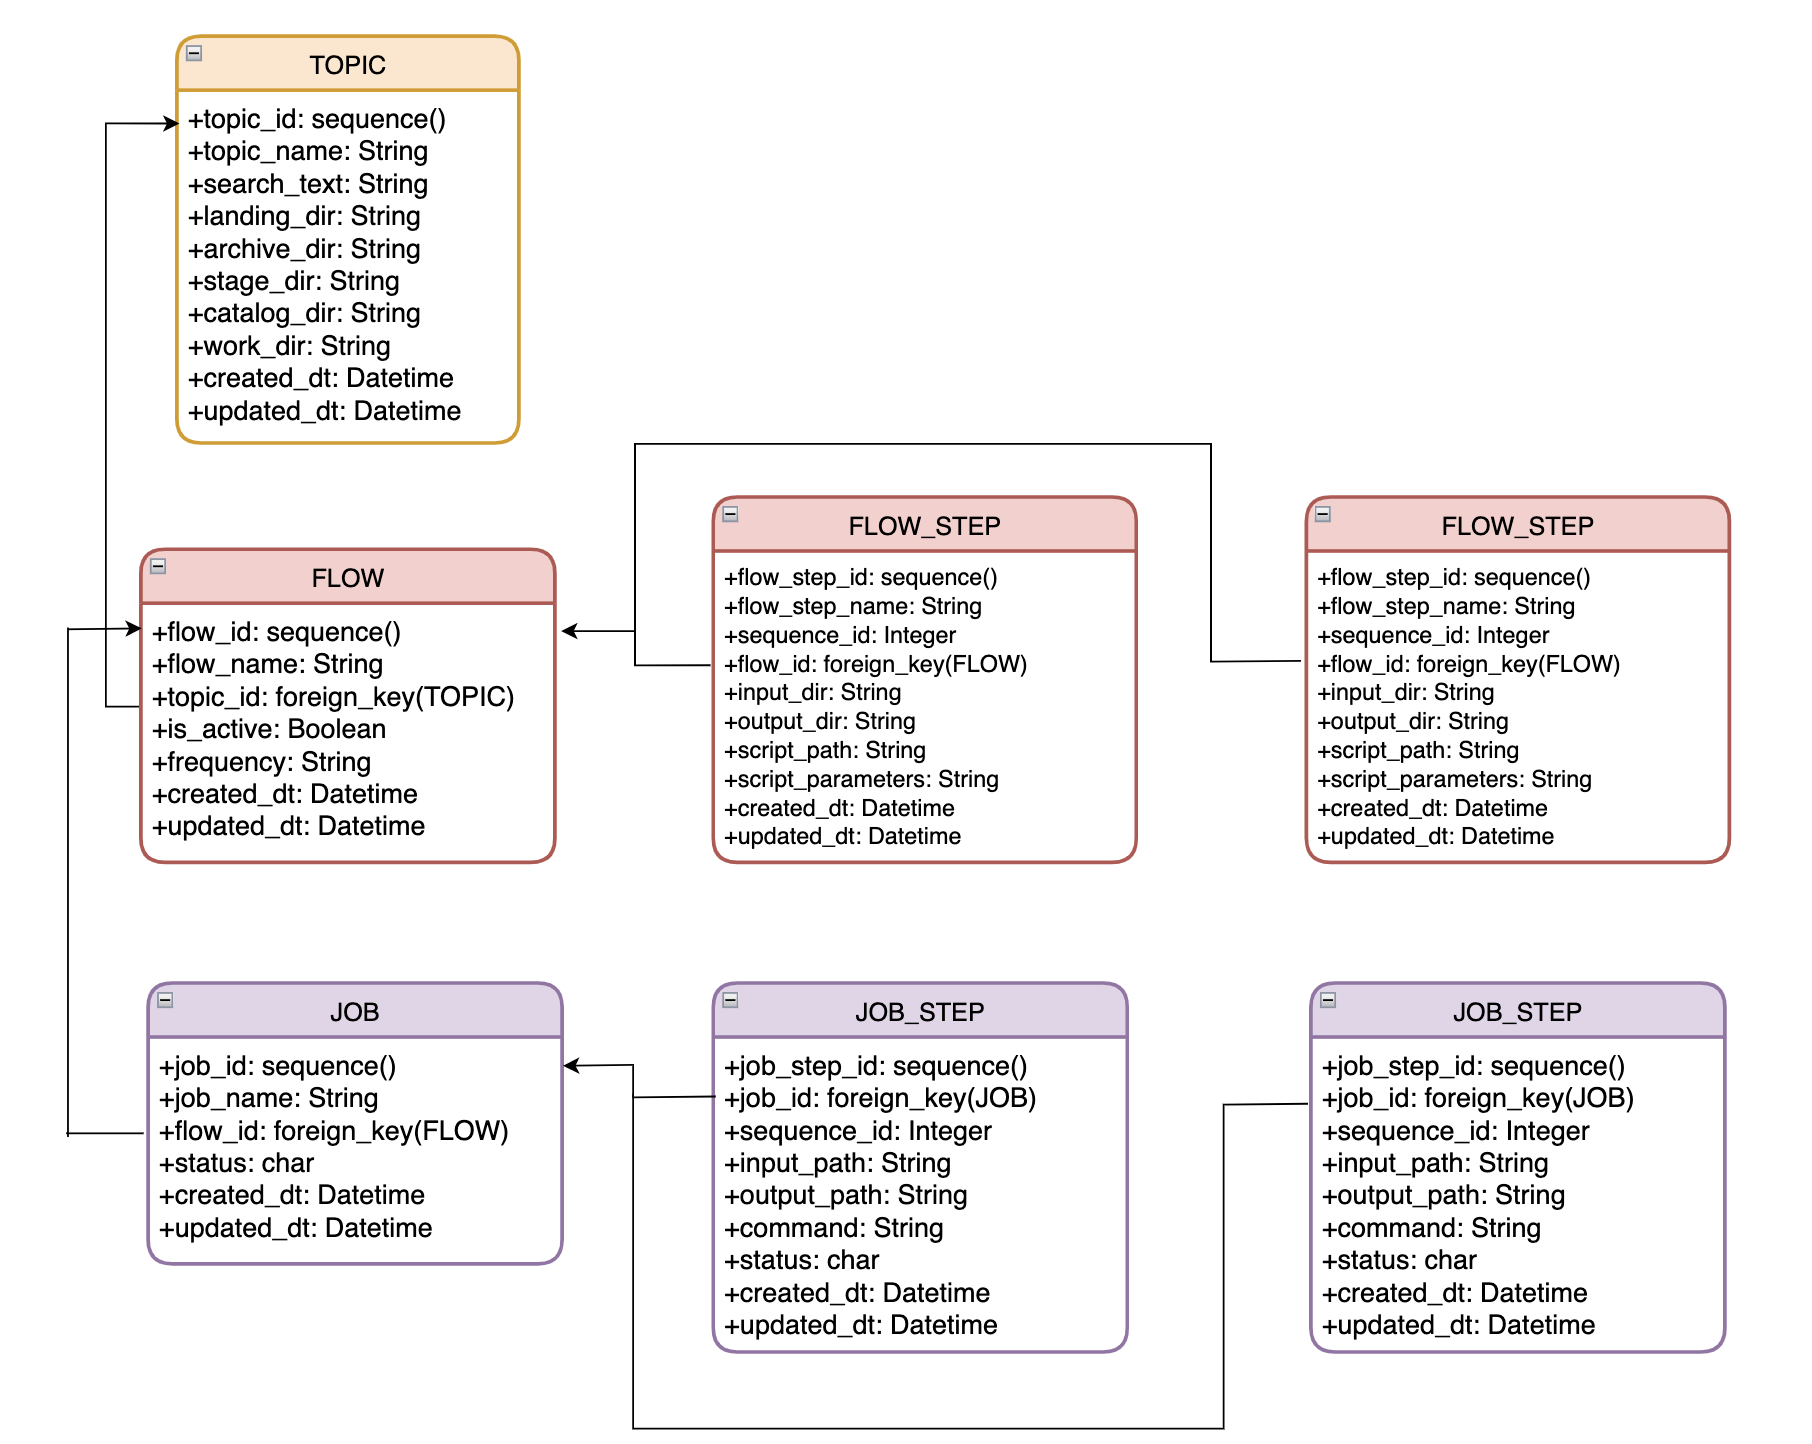 TOPIC
+topic_id: sequence()
+topic_name: String
+search_text: String
+landing_dir: String
+archive_dir: String
+stage_dir: String
+catalog_dir: String
+work_dir: String
+created_dt: Datetime
+updated_dt: Datetime
FLOW
+flow_id: sequence()
+flow_name: String
+topic_id: foreign_key(TOPIC)
+is_active: Boolean
+frequency: String
+created_dt: Datetime
+updated_dt: Datetime
FLOW_STEP
+flow_step_id: sequence()
+flow_step_name: String
+sequence_id: Integer
+flow_id: foreign_key(FLOW)
+input_dir: String
+output_dir: String
+script_path: String
+script_parameters: String
+created_dt: Datetime
+updated_dt: Datetime
FLOW_STEP
+flow_step_id: sequence()
+flow_step_name: String
+sequence_id: Integer
+flow_id: foreign_key(FLOW)
+input_dir: String
+output_dir: String
+script_path: String
+script_parameters: String
+created_dt: Datetime
+updated_dt: Datetime
JOB
+job_id: sequence()
+job_name: String
+flow_id: foreign_key(FLOW)
+status: char
+created_dt: Datetime
+updated_dt: Datetime
JOB_STEP
+job_step_id: sequence()
+job_id: foreign_key(JOB)
+sequence_id: Integer
+input_path: String
+output_path: String
+command: String
+status: char
+created_dt: Datetime
+updated_dt: Datetime
JOB_STEP
+job_step_id: sequence()
+job_id: foreign_key(JOB)
+sequence_id: Integer
+input_path: String
+output_path: String
+command: String
+status: char
+created_dt: Datetime
+updated_dt: Datetime